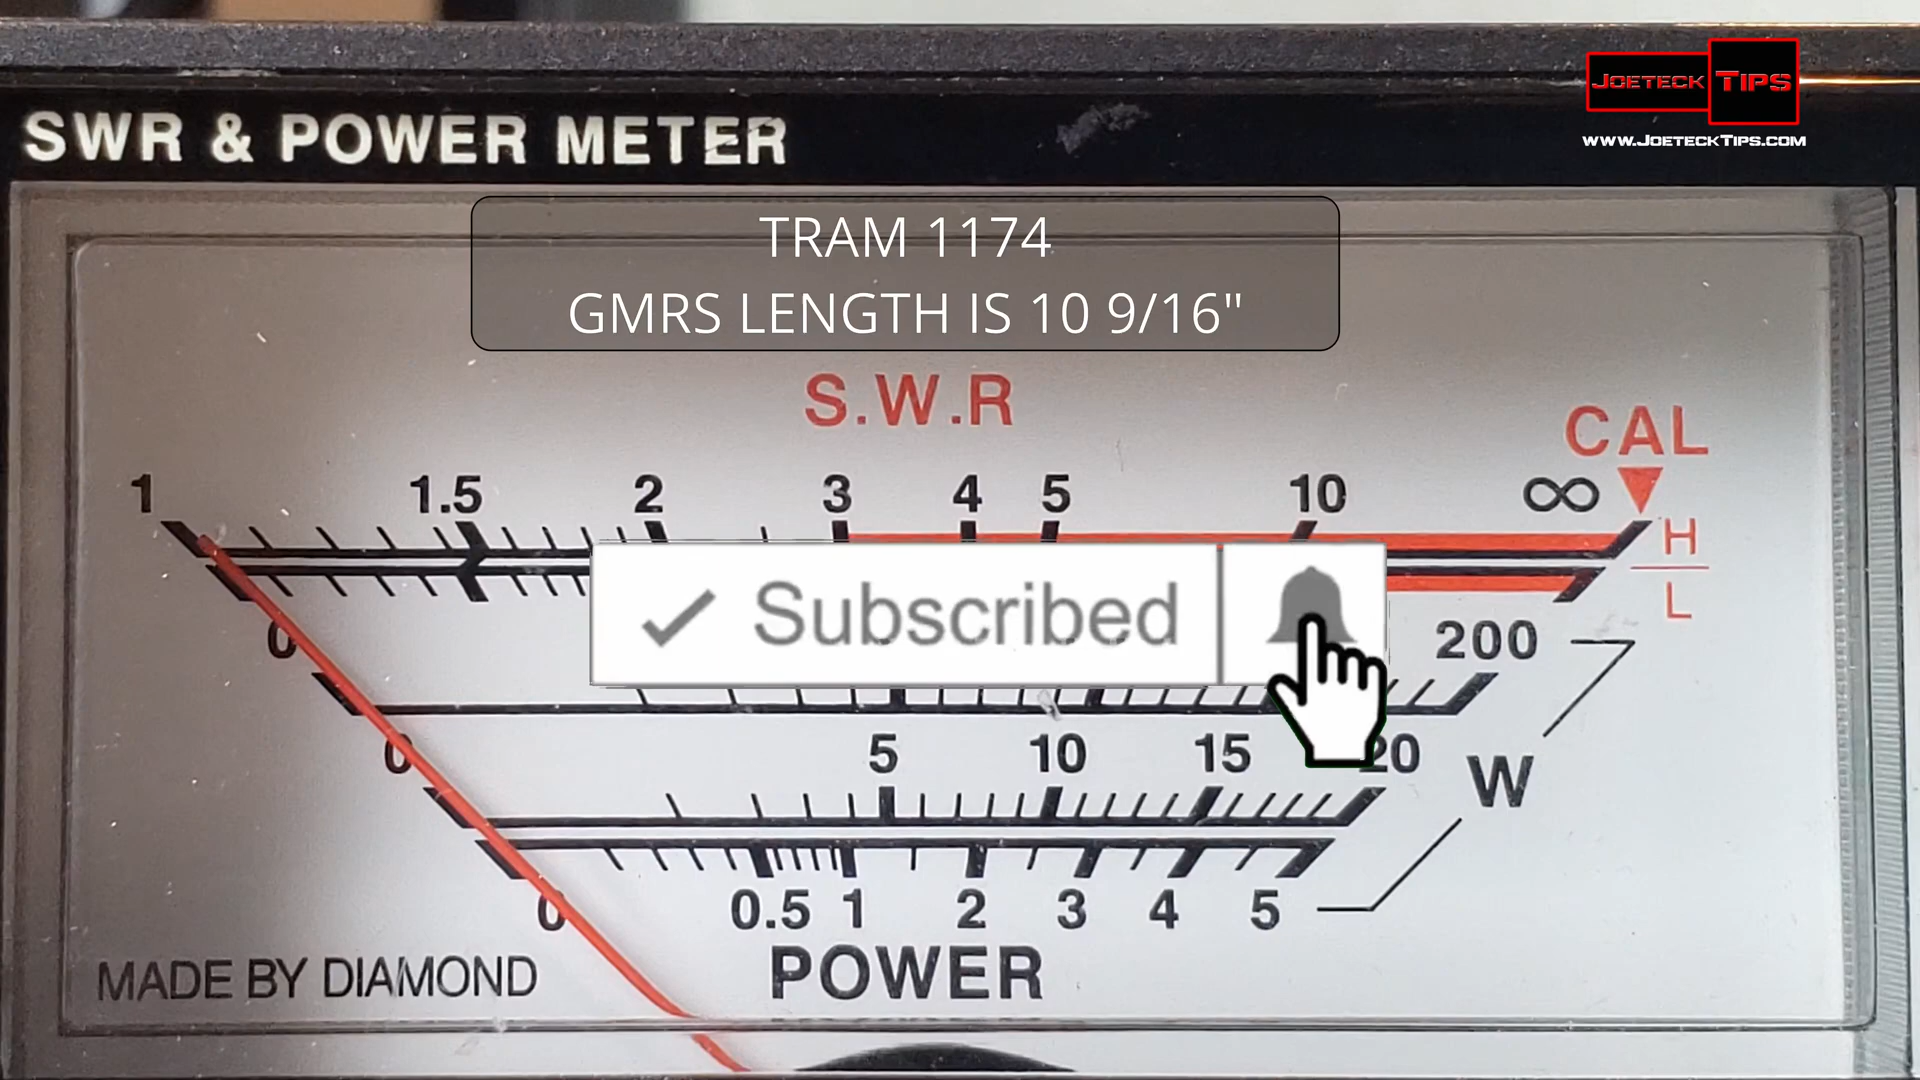 JOETECK TIPS
WWW.JOETECKTIPS.COM
SWR & POWER METER
TRAM 1174
GMRS LENGTH IS 10 9/16"
S.W.R
CAL
1 1.5 2 3 4 5 10 ∞
H
L
Subscribed
0 200
0 5 10 15 20
W
0 0.5 1 2 3 4 5
MADE BY DIAMOND
POWER